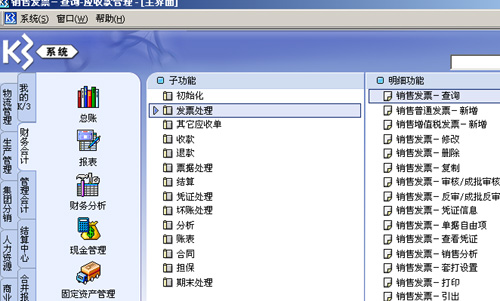 销售发票－查询-应收款管理-[主界面]
系统(S) 窗口(W) 帮助(H)
K3 系统
我的K/3
财务会计
管理会计
结算中心
合并报
物流管理
生产管理
集团分销
人力资源
商业
总账
报表
财务分析
现金管理
固定资产管理
子功能
初始化
发票处理
其它应收单
收款
退款
票据处理
结算
凭证处理
坏账处理
分析
账表
合同
担保
期末处理
明细功能
销售发票－查询
销售普通发票－新增
销售增值税发票－新增
销售发票－修改
销售发票－删除
销售发票－复制
销售发票－审核/成批审核
销售发票－反审/成批反审
销售发票－凭证信息
销售发票－单据自由项
销售发票－查看凭证
销售发票－销售分析
销售发票－套打设置
销售发票－打印
销售发票－引出